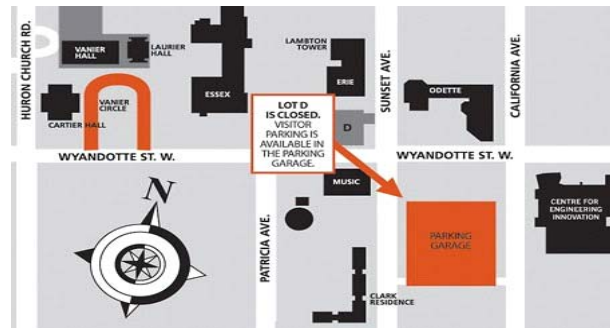 HURON CHURCH RD.
VANIER
HALL
LAURIER
HALL
VANIER
CIRCLE
CARTIER HALL
ESSEX
LAMBTON
TOWER
ERIE
SUNSET AVE.
ODETTE
CALIFORNIA AVE.
LOT D
IS CLOSED.
VISITOR
PARKING IS
AVAILABLE IN
THE PARKING
GARAGE.
D
WYANDOTTE ST. W.
WYANDOTTE ST. W.
N
PATRICIA AVE.
MUSIC
PARKING
GARAGE
CENTRE FOR
ENGINEERING
INNOVATION
CLARK
RESIDENCE